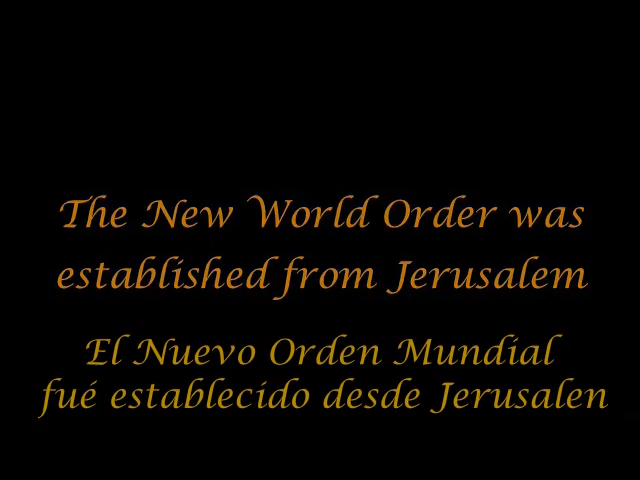 The New World Order was
established from Jerusalem
El Nuevo Orden Mundial
fué establecido desde Jerusalen